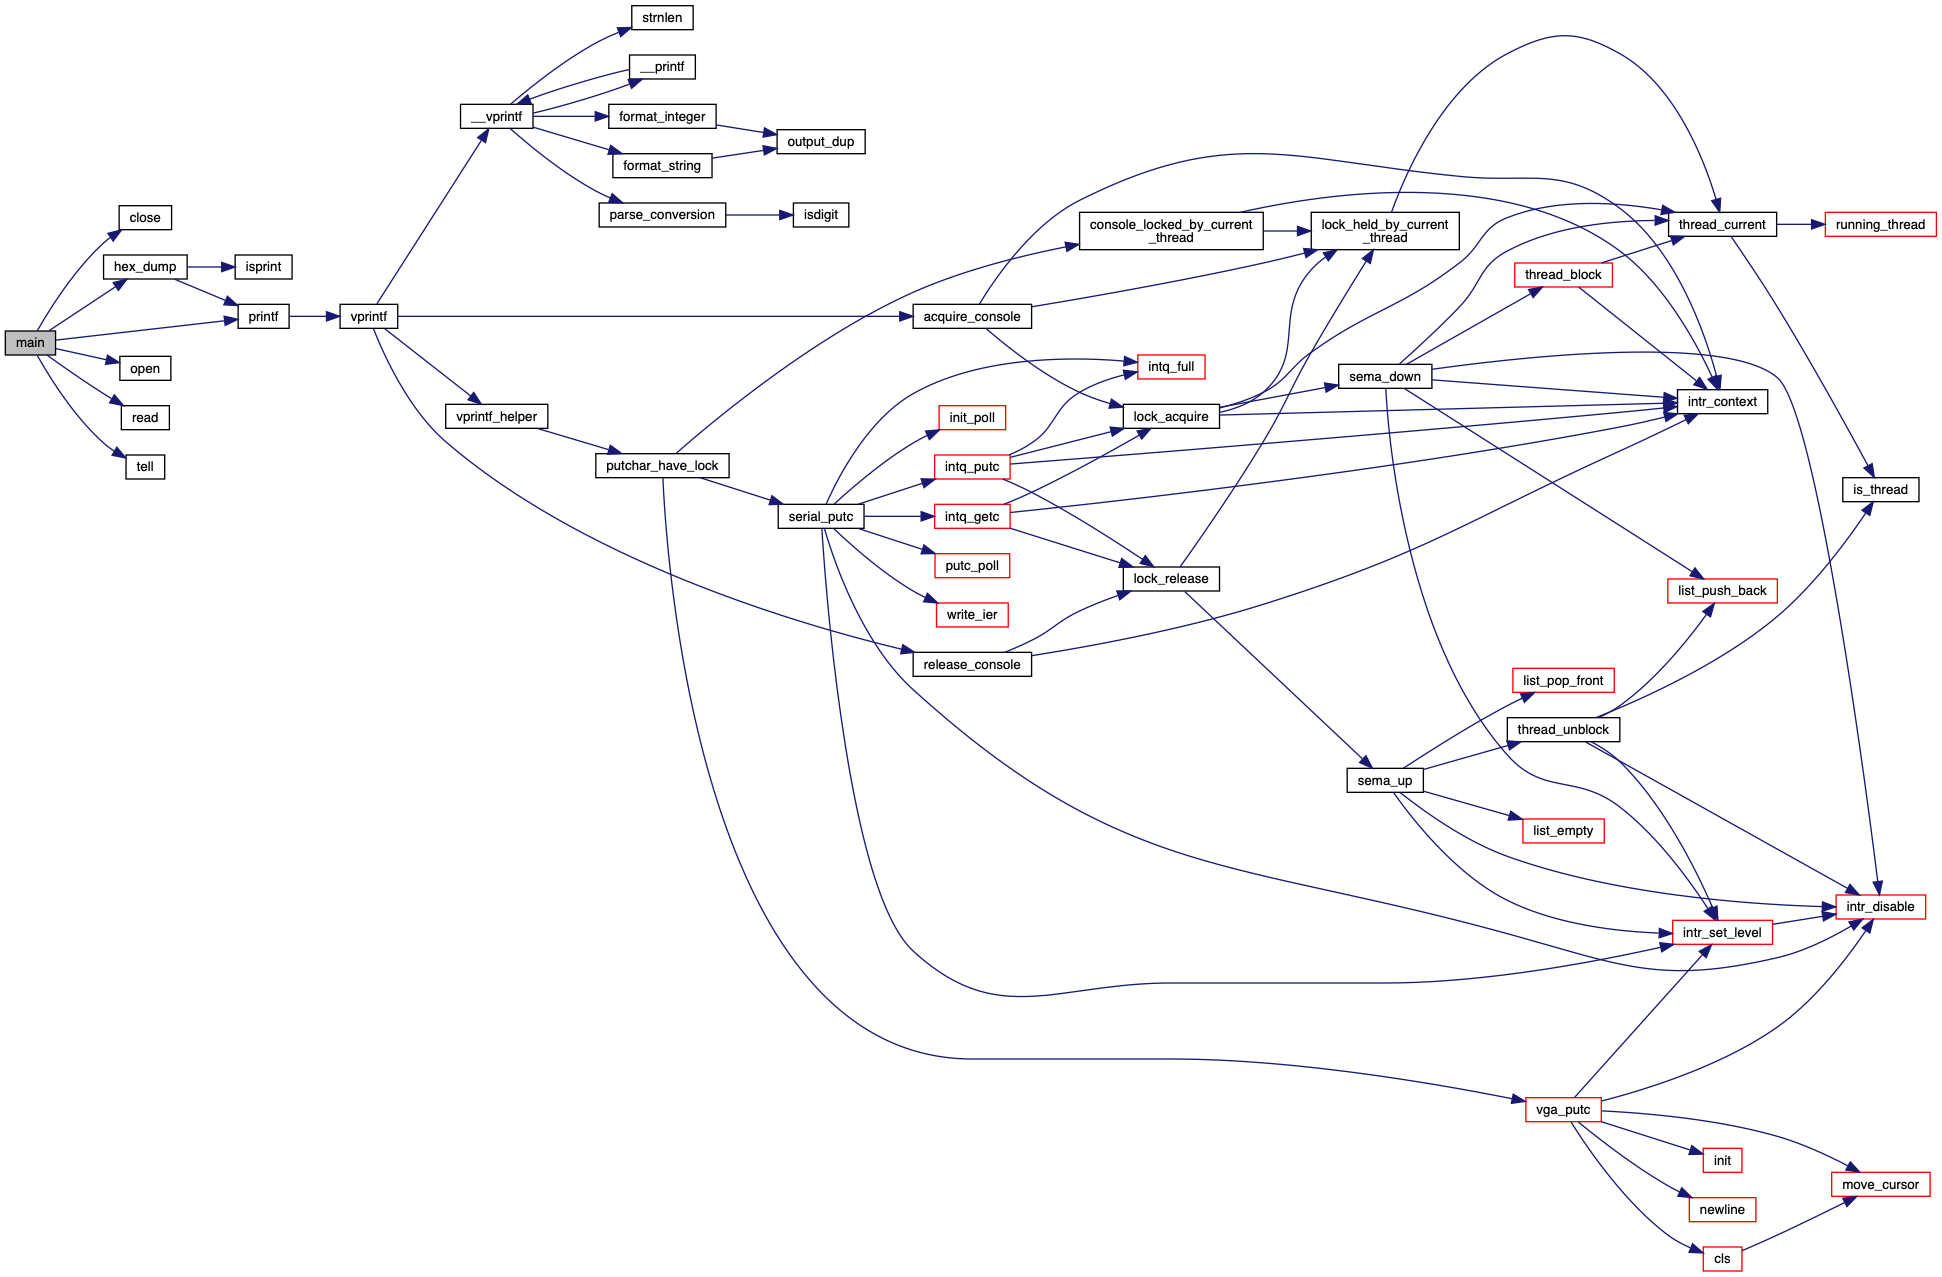 main
close
hex_dump
isprint
printf
open
read
tell
vprintf
__vprintf
strnlen
__printf
format_integer
format_string
output_dup
parse_conversion
isdigit
vprintf_helper
putchar_have_lock
serial_putc
acquire_console
console_locked_by_current
_thread
lock_held_by_current
_thread
intq_full
init_poll
intq_putc
intq_getc
putc_poll
write_ier
release_console
lock_acquire
lock_release
sema_down
sema_up
thread_block
thread_current
running_thread
intr_context
is_thread
list_push_back
list_pop_front
thread_unblock
list_empty
intr_disable
intr_set_level
vga_putc
init
newline
cls
move_cursor